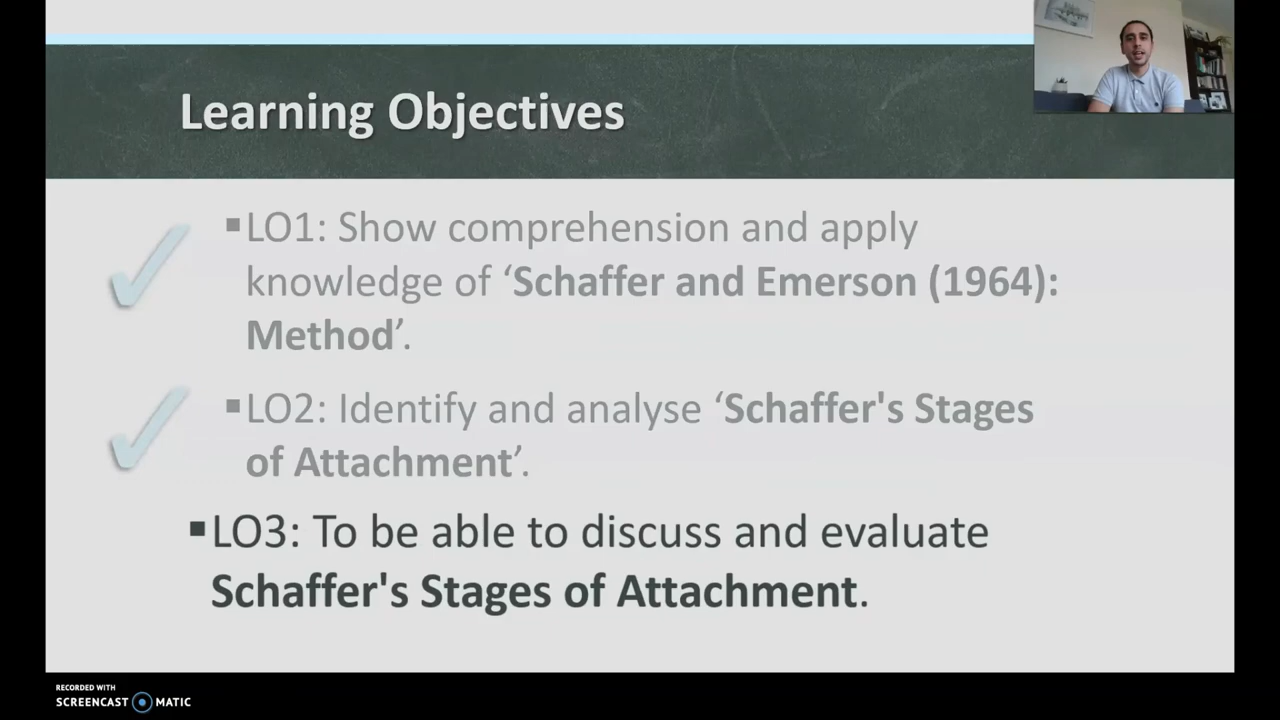 Learning Objectives
▪LO1: Show comprehension and apply
knowledge of ‘Schaffer and Emerson (1964):
Method’.
▪LO2: Identify and analyse ‘Schaffer's Stages
of Attachment’.
▪LO3: To be able to discuss and evaluate
Schaffer's Stages of Attachment.
RECORDED WITH
SCREENCAST MATIC